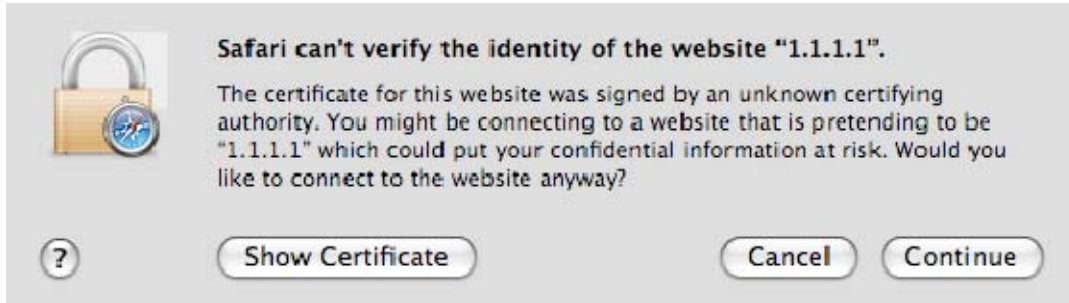 Safari can't verify the identity of the website “1.1.1.1”.
The certificate for this website was signed by an unknown certifying
authority. You might be connecting to a website that is pretending to be
“1.1.1.1” which could put your confidential information at risk. Would you
like to connect to the website anyway?
? Show Certificate Cancel Continue